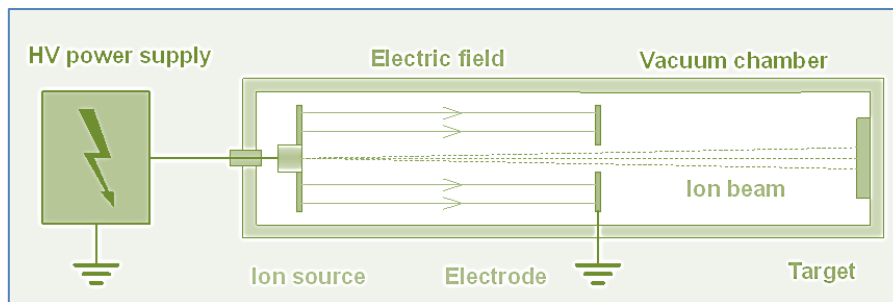 HV power supply
Electric field
Vacuum chamber
Ion beam
Ion source
Electrode
Target